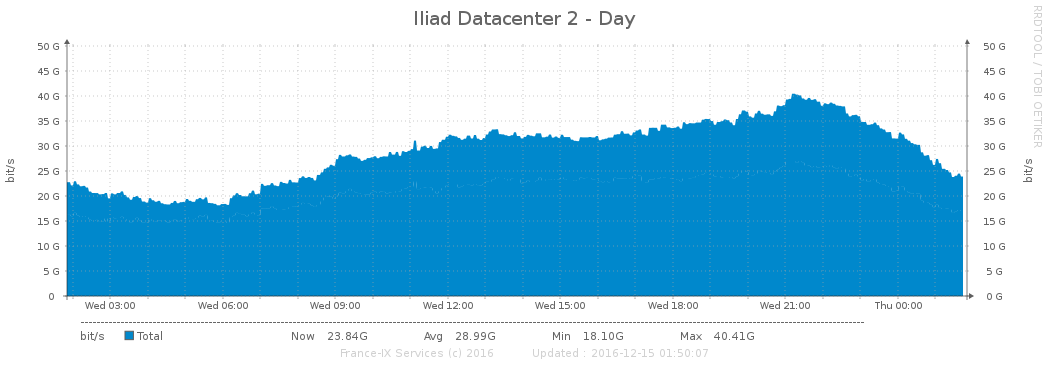 Iliad Datacenter 2 - Day
RRDTOOL / TOBI OETIKER
50 G 50 G
45 G 45 G
40 G 40 G
35 G 35 G
30 G 30 G
25 G 25 G
20 G 20 G
15 G 15 G
10 G 10 G
5 G 5 G
0 0 G
bit/s
bit/s
Wed 03:00 Wed 06:00 Wed 09:00 Wed 12:00 Wed 15:00 Wed 18:00 Wed 21:00 Thu 00:00
bit/s Total Now 23.84G Avg 28.99G Min 18.10G Max 40.41G
France-IX Services (c) 2016 Updated : 2016-12-15 01:50:07